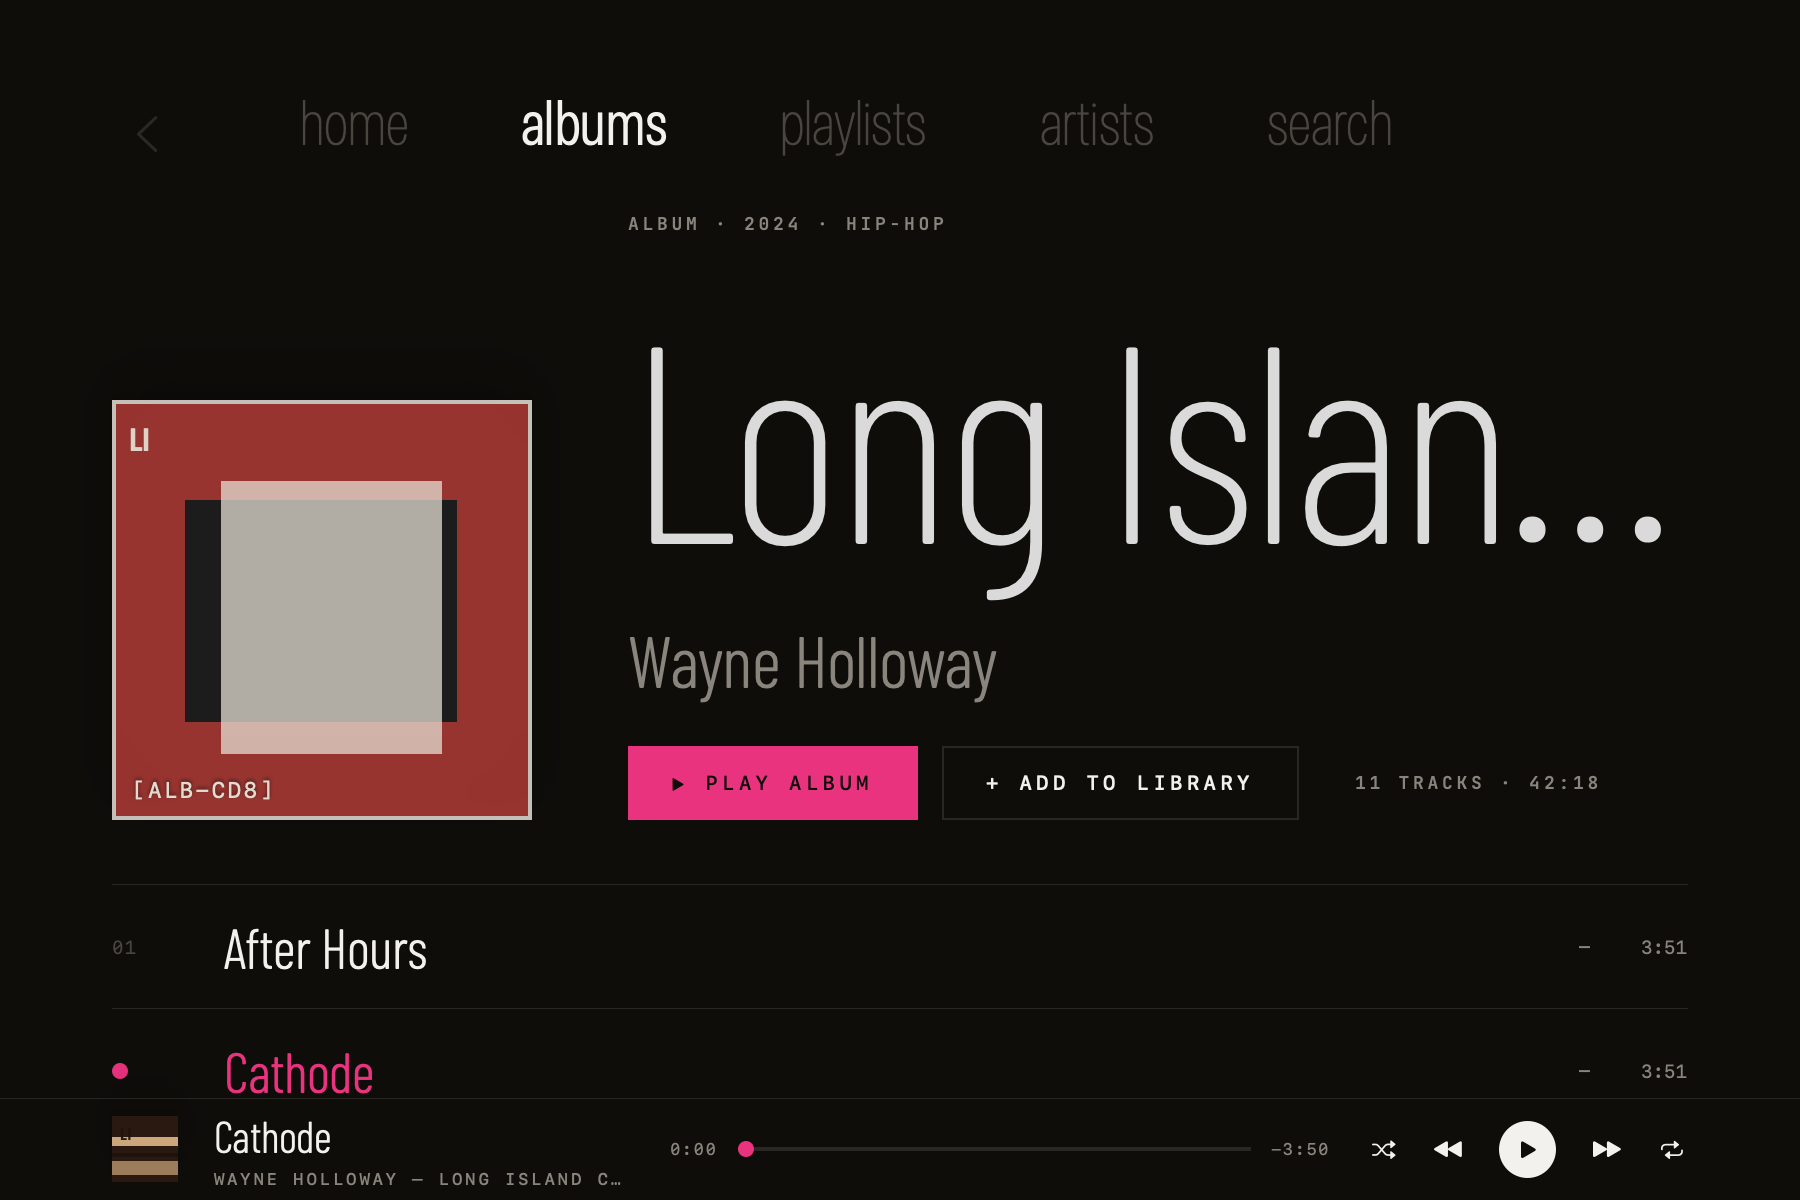 home albums playlists artists search
ALBUM · 2024 · HIP-HOP
LI
Long Islan...
Wayne Holloway
[ALB—CD8]
▶ PLAY ALBUM + ADD TO LIBRARY 11 TRACKS · 42:18
01 After Hours — 3:51
Cathode — 3:51
LI
Cathode
0:00 −3:50
WAYNE HOLLOWAY — LONG ISLAND C…